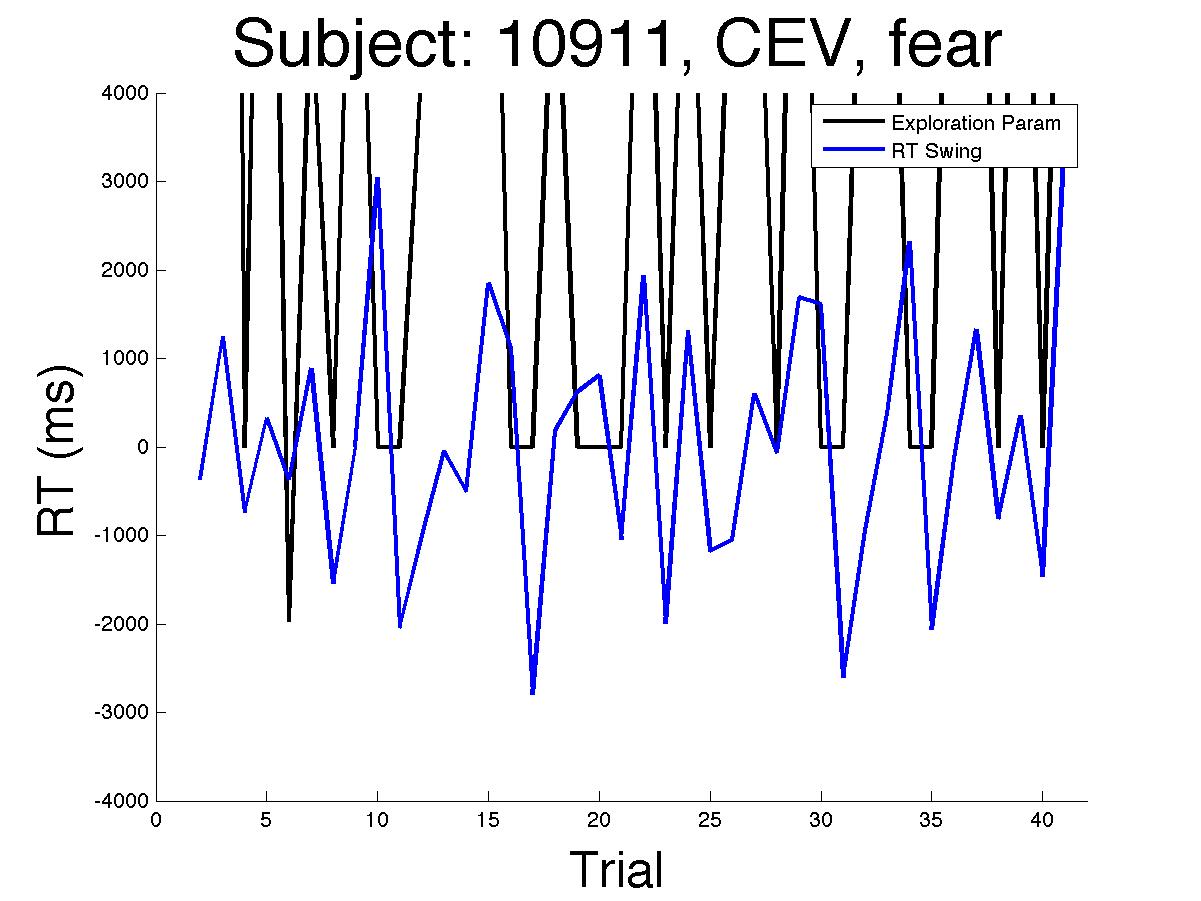 Subject: 10911, CEV, fear
Exploration Param
RT Swing
4000
3000
2000
1000
0
-1000
-2000
-3000
-4000
RT (ms)
0 5 10 15 20 25 30 35 40
Trial